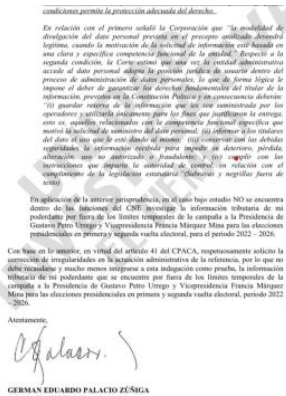 condiciones permite la protección adecuada del derecho.
En relación con el primero señaló la Corporación que "la modalidad de
divulgación del dato personal prevista en el precepto analizado devendrá
legítima, cuando la motivación de la solicitud de información esté basada en
una clara y específica competencia funcional de la entidad." Respecto a la
segunda condición, la Corte estimó que una vez la entidad administrativa
accede al dato personal adopta la posición jurídica de usuario dentro del
proceso de administración de datos personales, lo que de forma lógica le
impone el deber de garantizar los derechos fundamentales del titular de la
información, previstos en la Constitución Política y en consecuencia deberán:
"(i) guardar reserva de la información que les sea suministrada por los
operadores y utilizarla únicamente para los fines que justificaron la entrega,
esto es, aquellos relacionados con la competencia funcional específica que
motivó la solicitud de suministro del dato personal; (ii) informar a los titulares
del dato el uso que le esté dando al mismo; (iii) conservar con las debidas
seguridades la información recibida para impedir su deterioro, pérdida,
alteración, uso no autorizado o fraudulento; y (iv) cumplir con las
instrucciones que imparta la autoridad de control, en relación con el
cumplimiento de la legislación estatutaria." (Subrayas y negrillas fuera de
texto).
En aplicación de la anterior jurisprudencia, en el caso bajo estudio NO se encuentra
dentro de las funciones del CNE investigar la información tributaria de mi
poderdante por fuera de los límites temporales de la campaña a la Presidencia de
Gustavo Petro Urrego y Vicepresidencia Francia Márquez Mina para las elecciones
presidenciales en primera y segunda vuelta electoral, para el periodo 2022 – 2026.
Con base en lo anterior, en virtud del artículo 41 del CPACA, respetuosamente solicito la
corrección de irregularidades en la actuación administrativa de la referencia, por lo que no
debe recaudarse y mucho menos integrarse a esta indagación como prueba, la información
tributaria de mi poderdante que se encuentre por fuera de los límites temporales de la
campaña a la Presidencia de Gustavo Petro Urrego y Vicepresidencia Francia Márquez
Mina para las elecciones presidenciales en primera y segunda vuelta electoral, periodo 2022
– 2026.
Atentamente,
GERMAN EDUARDO PALACIO ZÚÑIGA